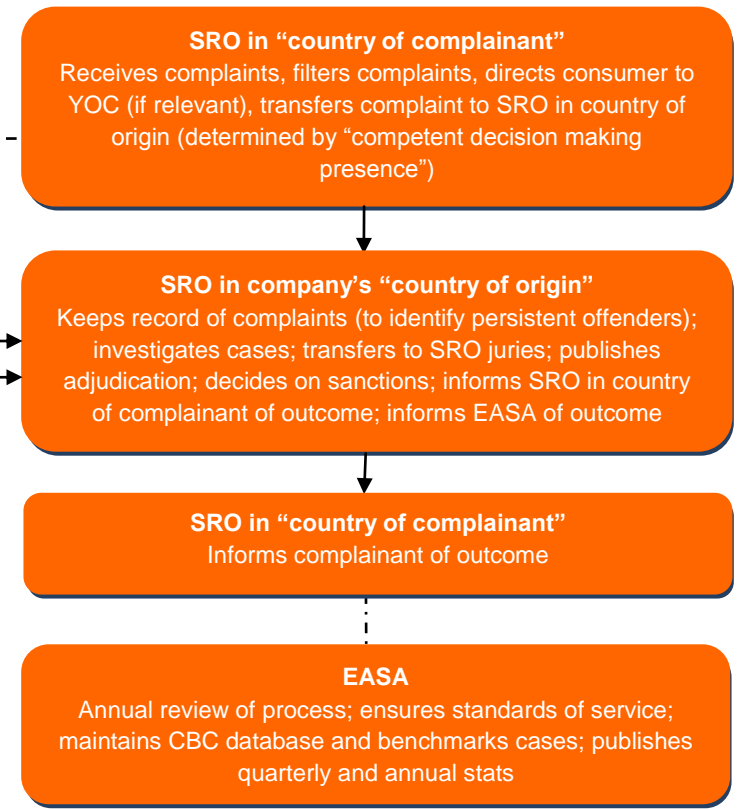 SRO in “country of complainant”
Receives complaints, filters complaints, directs consumer to
YOC (if relevant), transfers complaint to SRO in country of
origin (determined by “competent decision making
presence”)
SRO in company’s “country of origin”
Keeps record of complaints (to identify persistent offenders);
investigates cases; transfers to SRO juries; publishes
adjudication; decides on sanctions; informs SRO in country
of complainant of outcome; informs EASA of outcome
SRO in “country of complainant”
Informs complainant of outcome
EASA
Annual review of process; ensures standards of service;
maintains CBC database and benchmarks cases; publishes
quarterly and annual stats